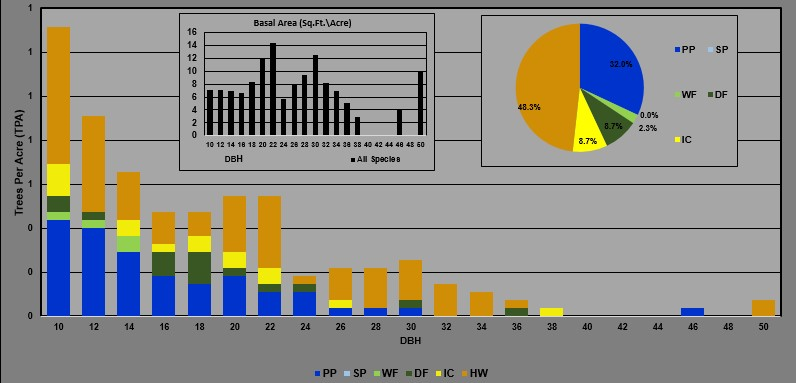 Basal Area (Sq.Ft.\Acre)
16
14
12
10
8
6
4
2
0
10 12 14 16 18 20 22 24 26 28 30 32 34 36 38 40 42 44 46 50
DBH
All Species
32.0%
0.0%
2.3%
8.7%
8.7%
48.3%
PP SP
WF DF
IC
Trees Per Acre (TPA)
1
1
1
1
1
0
0
0
10 12 14 16 18 20 22 24 26 28 30 32 34 36 38 40 42 44 46 48 50
DBH
PP SP WF DF IC HW